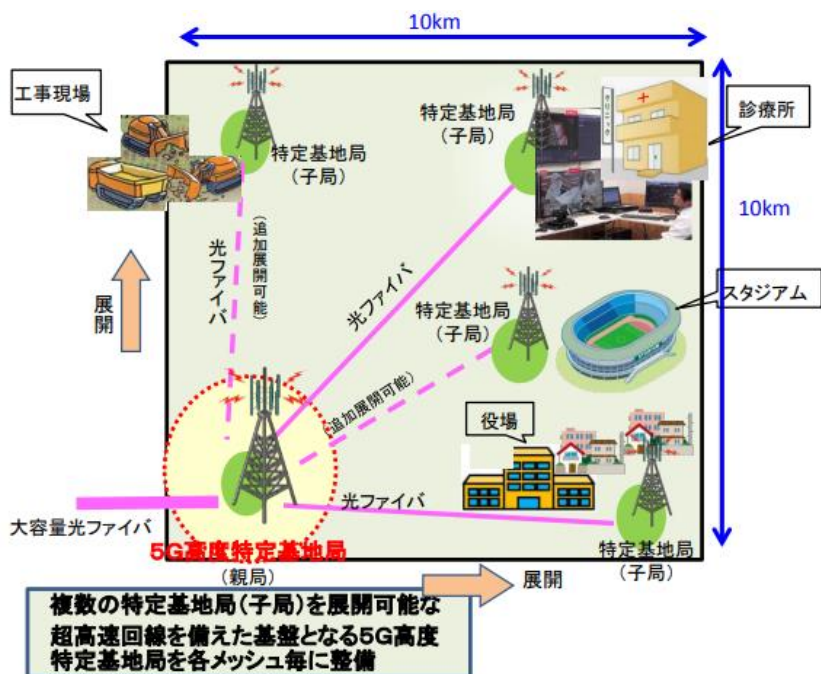 10km
工事現場
特定基地局
（子局）
特定基地局
（子局）
クリニック
診療所
10km
光ファイバ
（追加展開可能）
光ファイバ
展開
特定基地局
（子局）
スタジアム
追加展開可能）
役場
大容量光ファイバ
光ファイバ
5G高度特定基地局
（親局）
特定基地局
（子局）
展開
複数の特定基地局（子局）を展開可能な
超高速回線を備えた基盤となる5G高度
特定基地局を各メッシュ毎に整備